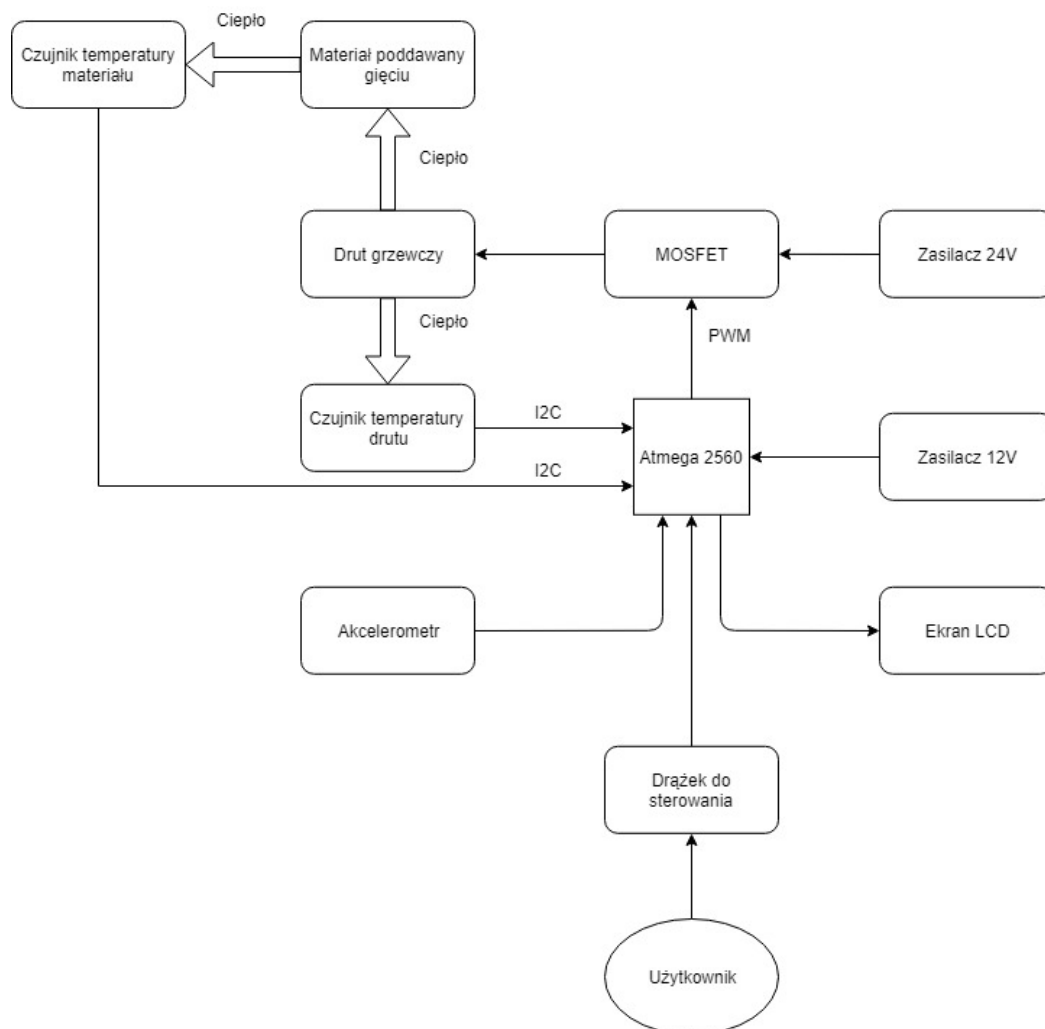 Ciepło
Czujnik temperatury
materiału
Materiał poddawany
gięciu
Ciepło
Drut grzewczy
MOSFET
Zasilacz 24V
Ciepło
PWM
Czujnik temperatury
drutu
I2C
Atmega 2560
Zasilacz 12V
I2C
Akcelerometr
Ekran LCD
Drążek do
sterowania
Użytkownik